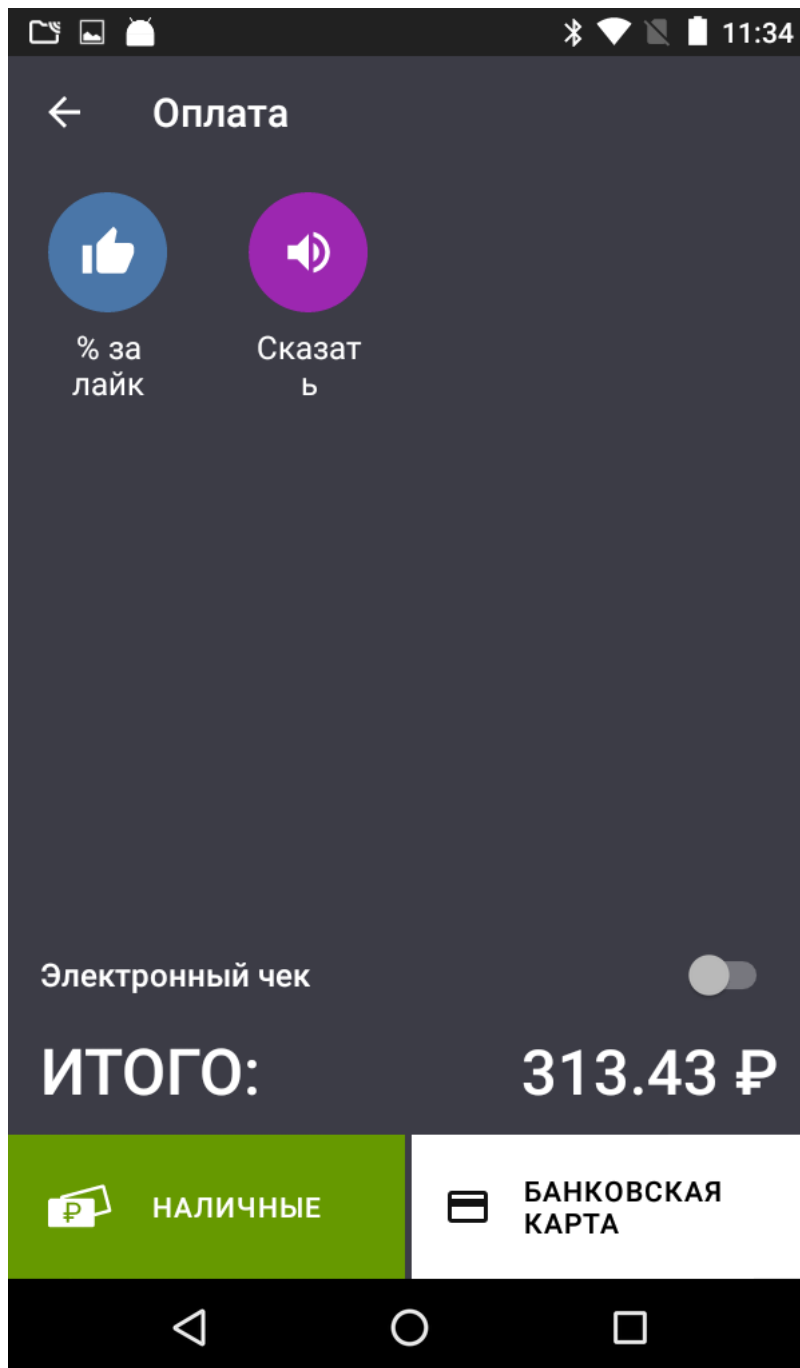 11:34
Оплата
% за
лайк
Сказат
ь
Электронный чек
ИТОГО: 313.43 ₽
НАЛИЧНЫЕ
БАНКОВСКАЯ
КАРТА